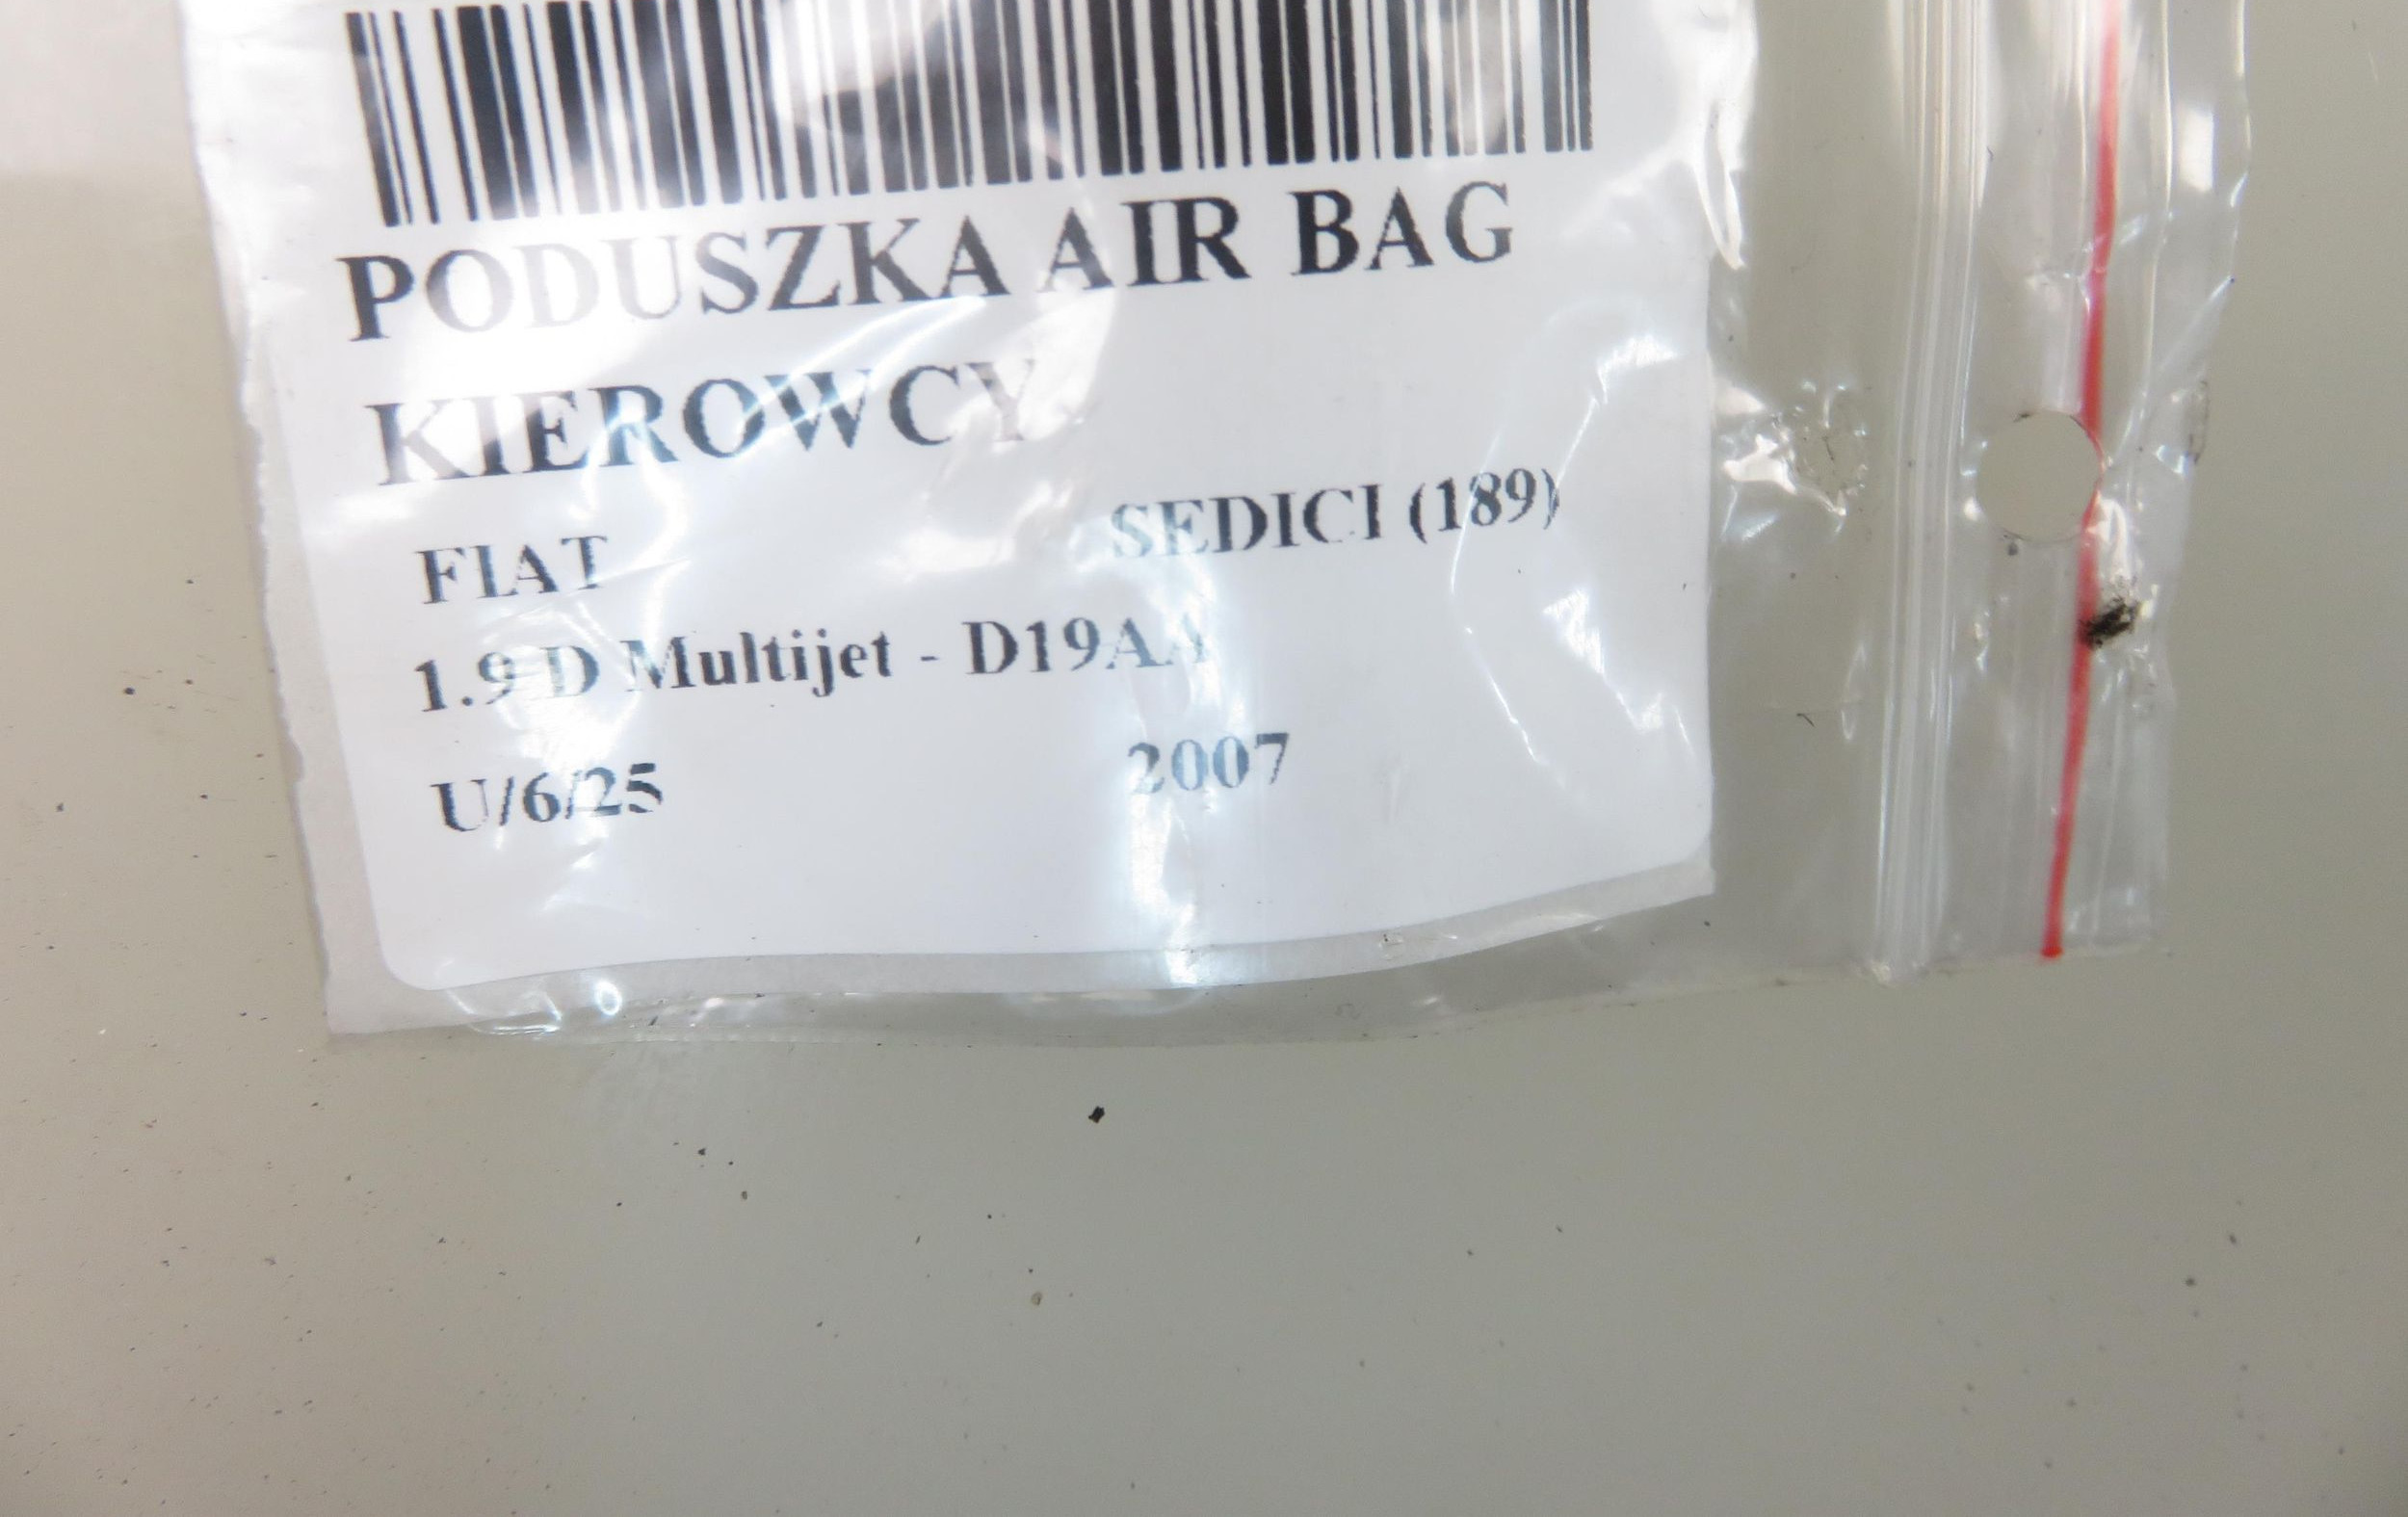 PODUSZKA AIR BAG
KIEROWCY
FIAT SEDICI (189)
1.9 D Multijet - D19AA
U/6/25 2007